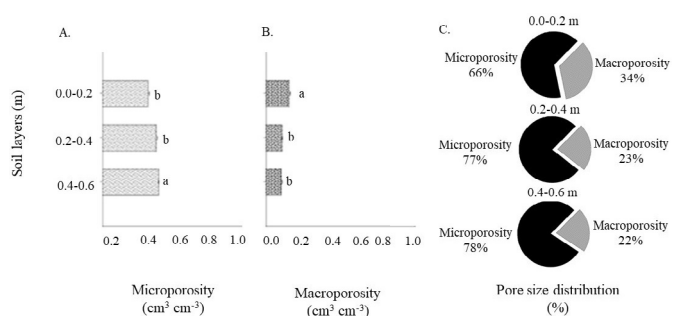 A.
B.
C.
Soil layers (m)
0.0-0.2
0.2-0.4
0.4-0.6
b
b
a
0.2 0.4 0.6 0.8 1.0
Microporosity
(cm³ cm⁻³)
a
b
b
0.0 0.2 0.4 0.6 0.8 1.0
Macroporosity
(cm³ cm⁻³)
0.0-0.2 m
Microporosity
66%
Macroporosity
34%
0.2-0.4 m
Microporosity
77%
Macroporosity
23%
0.4-0.6 m
Microporosity
78%
Macroporosity
22%
Pore size distribution
(%)